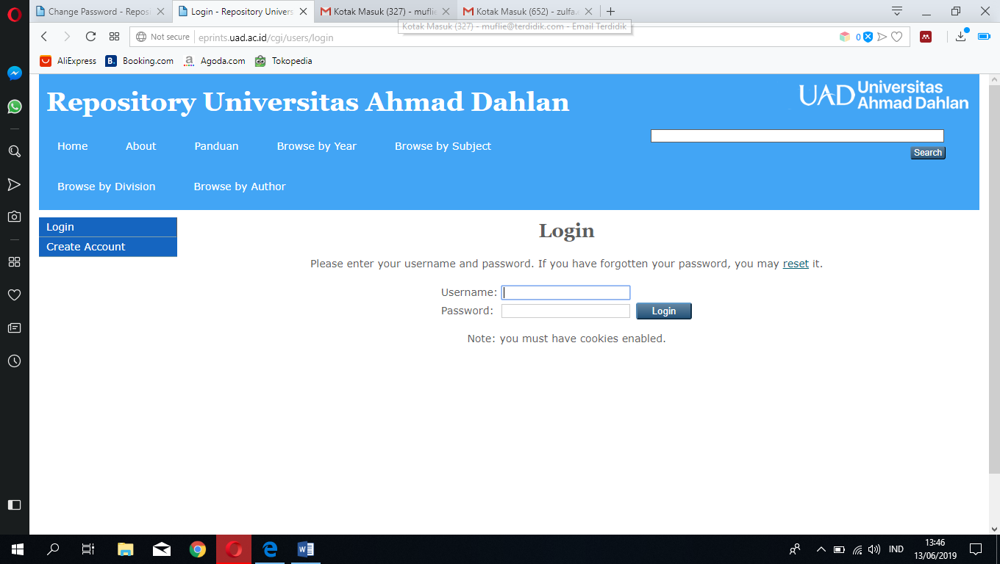 Change Password - Reposi
Login - Repository Univers
Kotak Masuk (327) - muflie
Kotak Masuk (652) - zulfa.
Kotak Masuk (327) - muflie@terdidik.com - Email Terdidik
Not secure
eprints.uad.ac.id/cgi/users/login
0
AliExpress
B. Booking.com
a Agoda.com
Tokopedia
Repository Universitas Ahmad Dahlan
UAD Universitas
Ahmad Dahlan
Home
About
Panduan
Browse by Year
Browse by Subject
Search
Browse by Division
Browse by Author
Login
Create Account
Login
Please enter your username and password. If you have forgotten your password, you may reset it.
Username:
Password:
Login
Note: you must have cookies enabled.
IND
13:46
13/06/2019